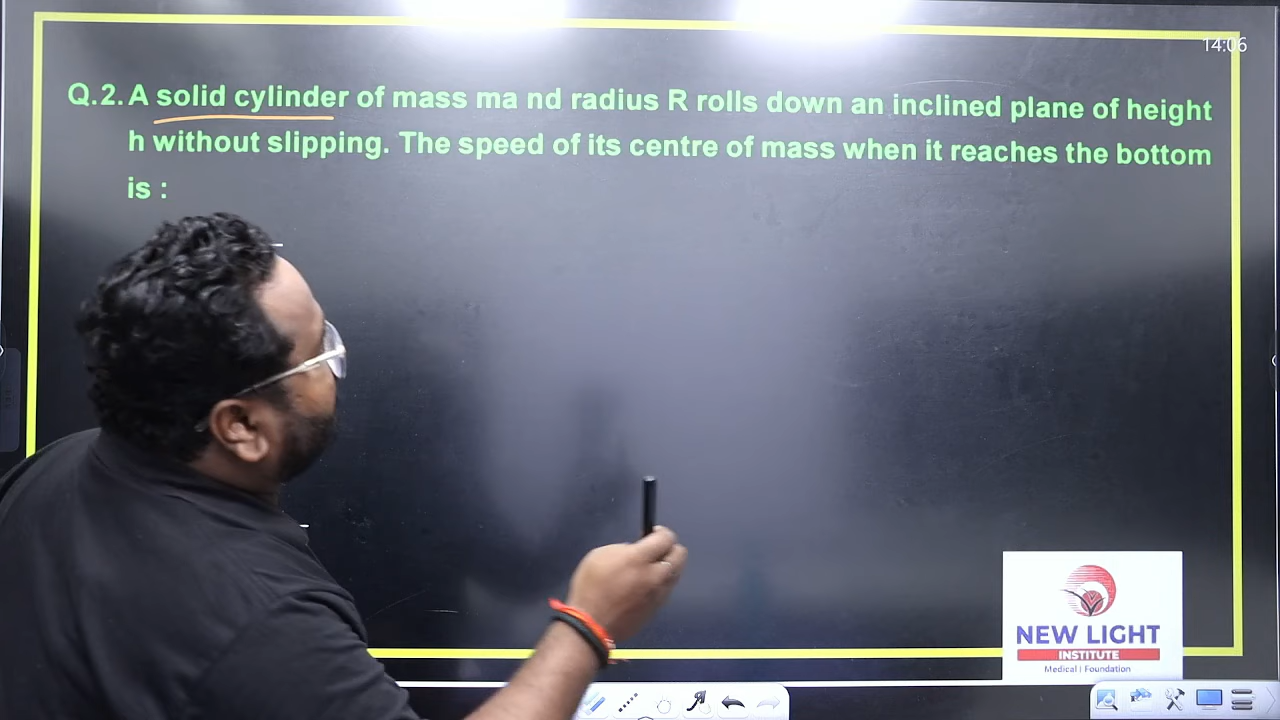 14:06
Q.2. A solid cylinder of mass ma nd radius R rolls down an inclined plane of height
h without slipping. The speed of its centre of mass when it reaches the bottom
is :
NEW LIGHT
INSTITUTE
Medical | Foundation